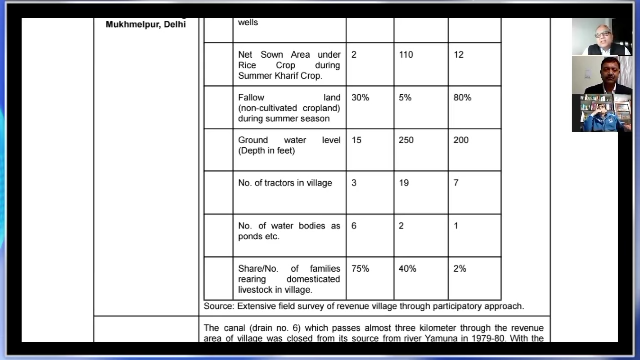 Mukhmelpur, Delhi
wells
Net Sown Area under 2 110 12
Rice Crop during
Summer Kharif Crop.
Fallow land 30% 5% 80%
(non-cultivated cropland)
during summer season
Ground water level 15 250 200
(Depth in feet)
No. of tractors in village 3 19 7
No. of water bodies as 6 2 1
ponds etc.
Share/No. of families 75% 40% 2%
rearing domesticated
livestock in village.
Source: Extensive field survey of revenue village through participatory approach.
The canal (drain no. 6) which passes almost three kilometer through the revenue
area of village was closed from its source from river Yamuna in 1979-80. With the